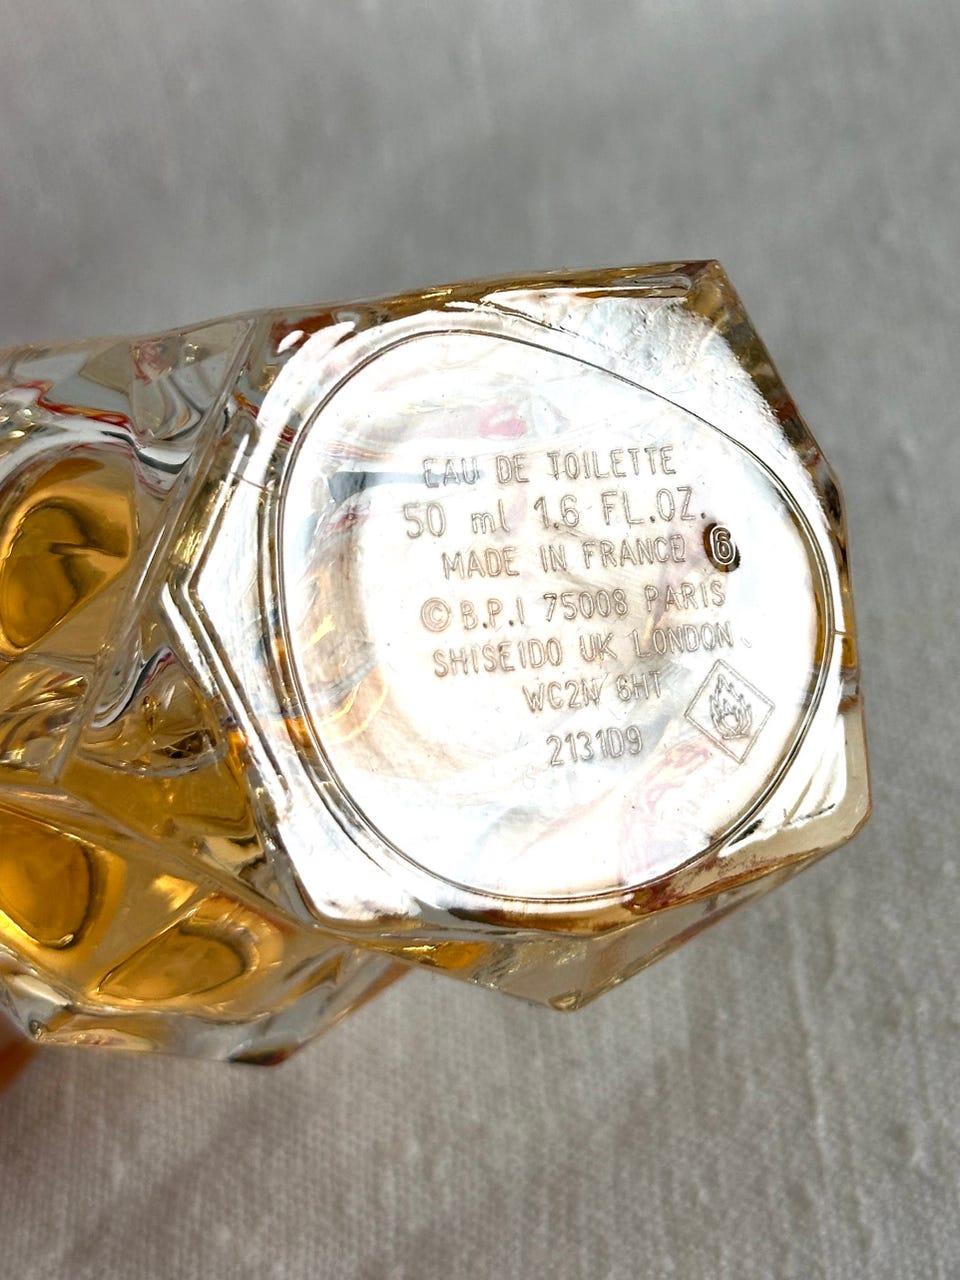 EAU DE TOILETTE
50 ml 1.6 FL.OZ.
MADE IN FRANCE 6
© B.P.I 75008 PARIS
SHISEIDO UK LONDON
WC2N 6HT
2131D9